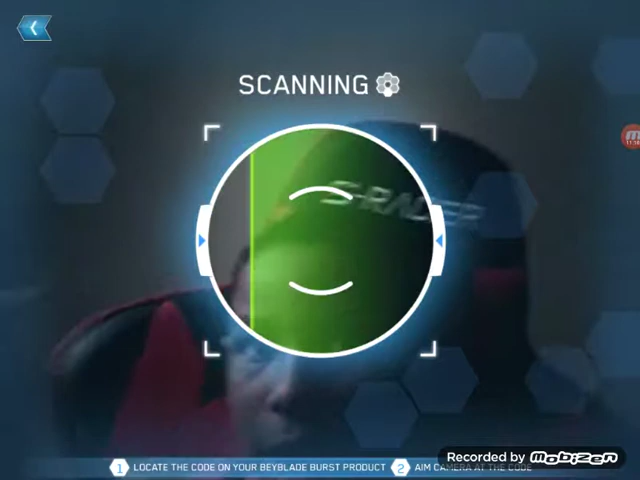 SCANNING
S-RACER
1 LOCATE THE CODE ON YOUR BEYBLADE BURST PRODUCT 2 AIM CAMERA AT THE CODE
Recorded by Mobizen